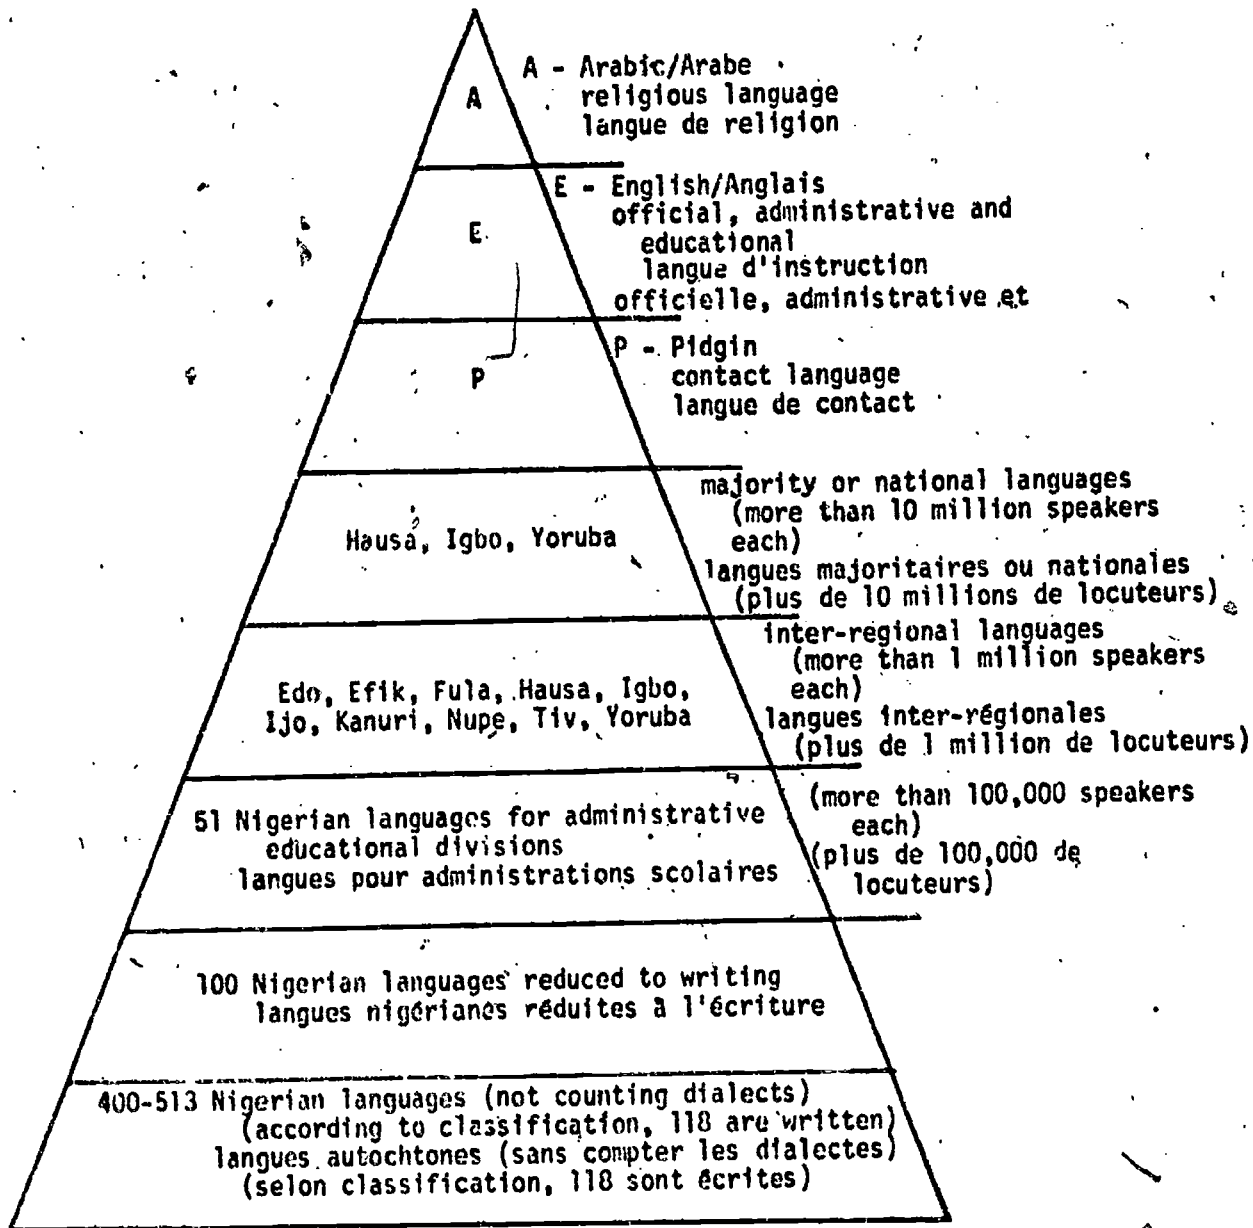 A
A - Arabic/Arabe
religious language
langue de religion
E
E - English/Anglais
official, administrative and
educational
langue d'instruction
officielle, administrative et
P
P - Pidgin
contact language
langue de contact
Hausa, Igbo, Yoruba
majority or national languages
(more than 10 million speakers
each)
langues majoritaires ou nationales
(plus de 10 millions de locuteurs)
Edo, Efik, Fula, Hausa, Igbo,
Ijo, Kanuri, Nupe, Tiv, Yoruba
inter-regional languages
(more than 1 million speakers
each)
langues inter-régionales
(plus de 1 million de locuteurs)
51 Nigerian languages for administrative
educational divisions
langues pour administrations scolaires
(more than 100,000 speakers
each)
(plus de 100,000 de
locuteurs)
100 Nigerian languages reduced to writing
langues nigérianes réduites à l'écriture
400-513 Nigerian languages (not counting dialects)
(according to classification, 118 are written)
langues autochtones (sans compter les dialectes)
(selon classification, 118 sont écrites)